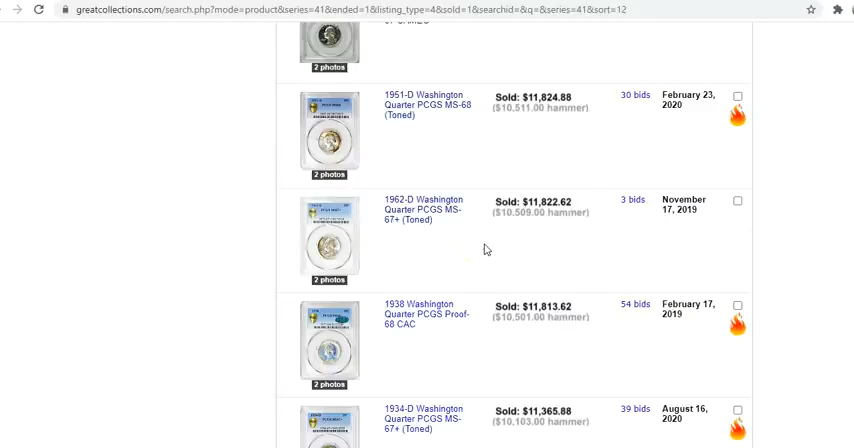 greatcollections.com/search.php?mode=product&series=41&ended=1&listing_type=4&sold=1&searchid=&q=&series=41&sort=12
2 photos
1951-D Washington
Quarter PCGS MS-68
(Toned)
Sold: $11,824.88
($10,511.00 hammer)
30 bids
February 23,
2020
2 photos
1962-D Washington
Quarter PCGS MS-
67+ (Toned)
Sold: $11,822.62
($10,509.00 hammer)
3 bids
November
17, 2019
2 photos
1938 Washington
Quarter PCGS Proof-
68 CAC
Sold: $11,813.62
($10,501.00 hammer)
54 bids
February 17,
2019
2 photos
1934-D Washington
Quarter PCGS MS-
67+ (Toned)
Sold: $11,365.88
($10,103.00 hammer)
39 bids
August 16,
2020